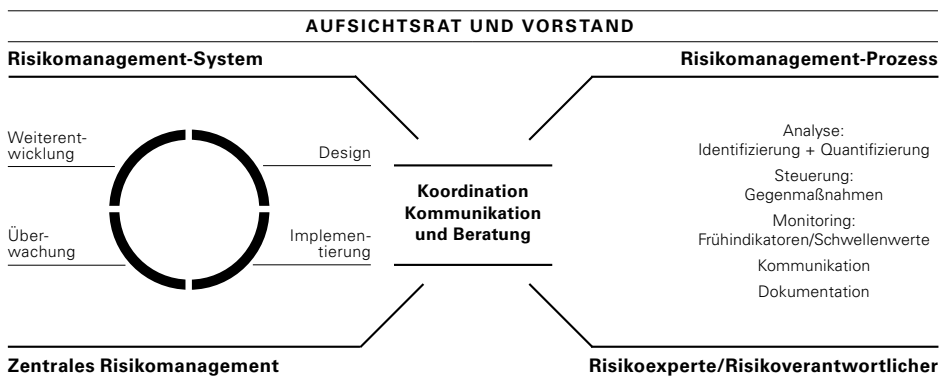 AUFSICHTSRAT UND VORSTAND
Risikomanagement-System
Risikomanagement-Prozess
Weiterent-
wicklung
Design
Über-
wachung
Implemen-
tierung
Koordination
Kommunikation
und Beratung
Analyse:
Identifizierung + Quantifizierung
Steuerung:
Gegenmaßnahmen
Monitoring:
Frühindikatoren/Schwellenwerte
Kommunikation
Dokumentation
Zentrales Risikomanagement
Risikoexperte/Risikoverantwortlicher